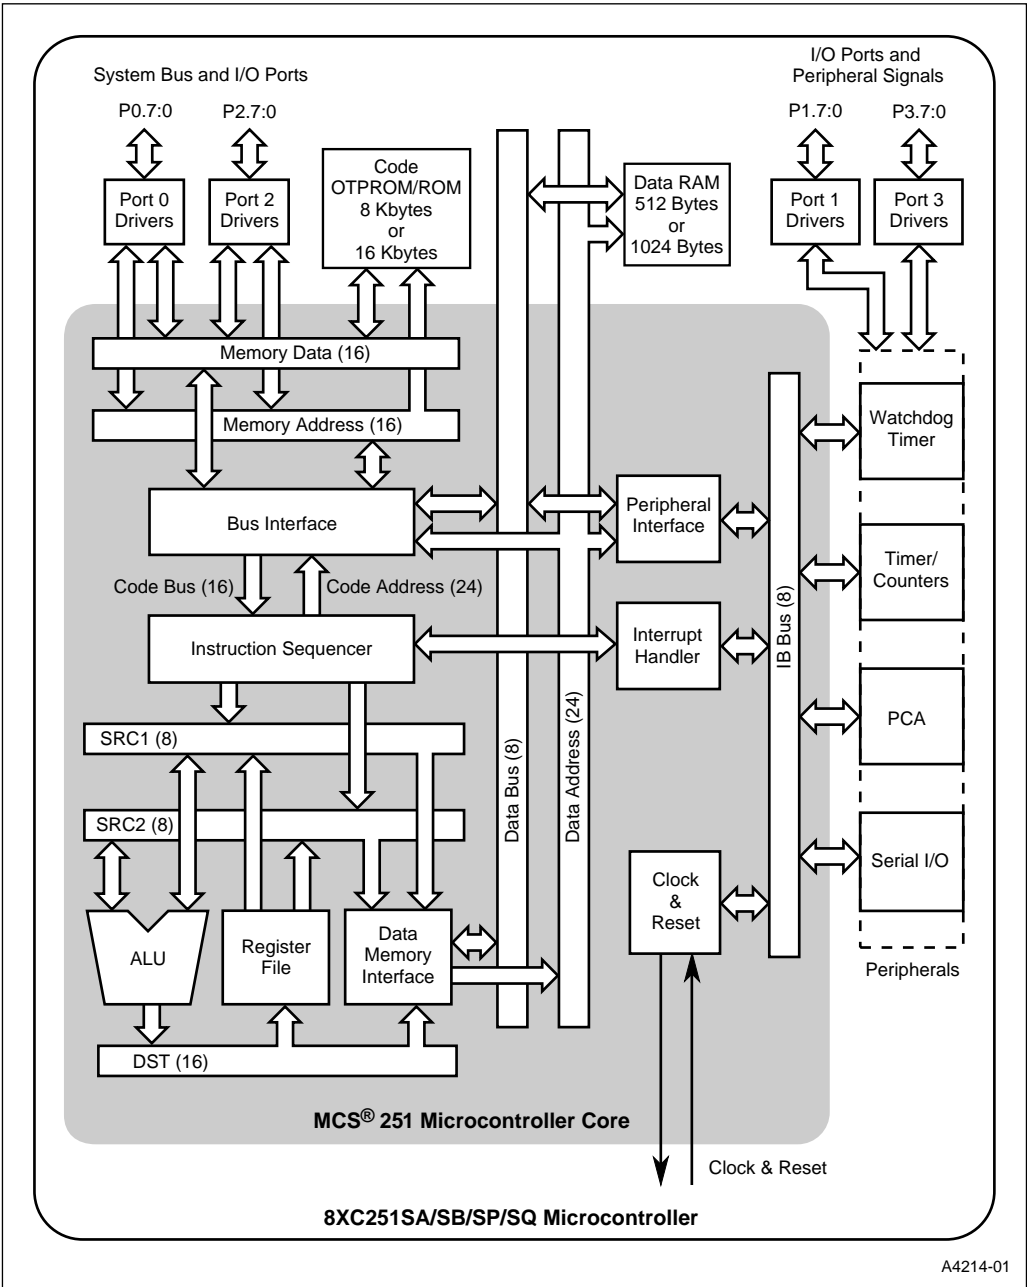 System Bus and I/O Ports
I/O Ports and
Peripheral Signals
P0.7:0
P2.7:0
P1.7:0
P3.7:0
Port 0
Drivers
Port 2
Drivers
Code
OTPROM/ROM
8 Kbytes
or
16 Kbytes
Data RAM
512 Bytes
or
1024 Bytes
Port 1
Drivers
Port 3
Drivers
Memory Data (16)
Memory Address (16)
Bus Interface
Peripheral
Interface
Watchdog
Timer
Code Bus (16)
Code Address (24)
Timer/
Counters
Instruction Sequencer
Interrupt
Handler
IB Bus (8)
SRC1 (8)
Data Bus (8)
Data Address (24)
PCA
SRC2 (8)
Clock
&
Reset
Serial I/O
ALU
Register
File
Data
Memory
Interface
Peripherals
DST (16)
MCS® 251 Microcontroller Core
Clock & Reset
8XC251SA/SB/SP/SQ Microcontroller
A4214-01